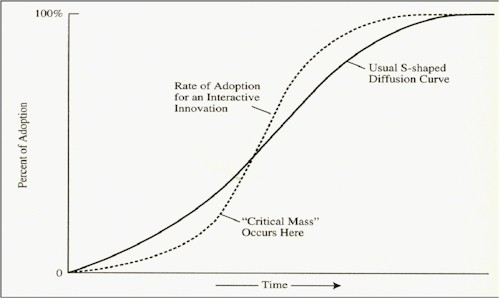 100%
Usual S-shaped
Diffusion Curve
Rate of Adoption
for an Interactive
Innovation
Percent of Adoption
“Critical Mass”
Occurs Here
0
Time